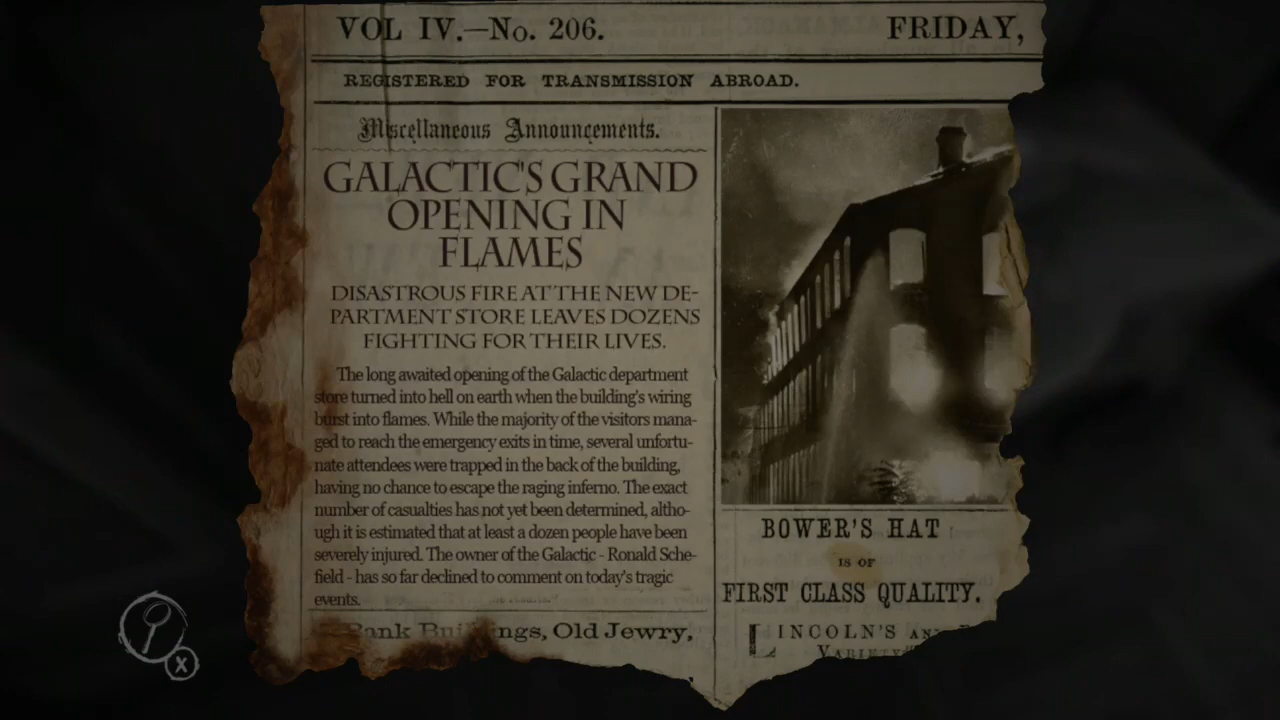 VOL IV.—No. 206.
FRIDAY,
REGISTERED FOR TRANSMISSION ABROAD.
Miscellaneous Announcements.
GALACTIC'S GRAND
OPENING IN
FLAMES
DISASTROUS FIRE AT THE NEW DE-
PARTMENT STORE LEAVES DOZENS
FIGHTING FOR THEIR LIVES.
The long awaited opening of the Galactic department
store turned into hell on earth when the building's wiring
burst into flames. While the majority of the visitors mana-
ged to reach the emergency exits in time, several unfortu-
nate attendees were trapped in the back of the building,
having no chance to escape the raging inferno. The exact
number of casualties has not yet been determined, altho-
ugh it is estimated that at least a dozen people have been
severely injured. The owner of the Galactic - Ronald Sche-
field - has so far declined to comment on today's tragic
events.
Bank Buildings, Old Jewry,
BOWER'S HAT
IS OF
FIRST CLASS QUALITY.
LINCOLN'S
VARIETY
X